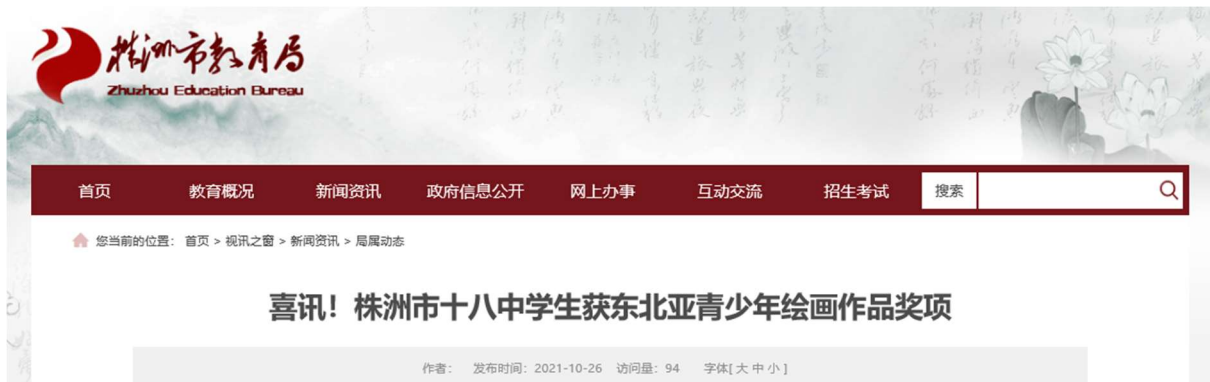 株洲市教育局
Zhuzhou Education Bureau
首页 教育概况 新闻资讯 政府信息公开 网上办事 互动交流 招生考试 搜索
您当前的位置： 首页 > 视讯之窗 > 新闻资讯 > 局属动态
喜讯！株洲市十八中学生获东北亚青少年绘画作品奖项
作者： 发布时间：2021-10-26 访问量：94 字体[ 大 中 小 ]